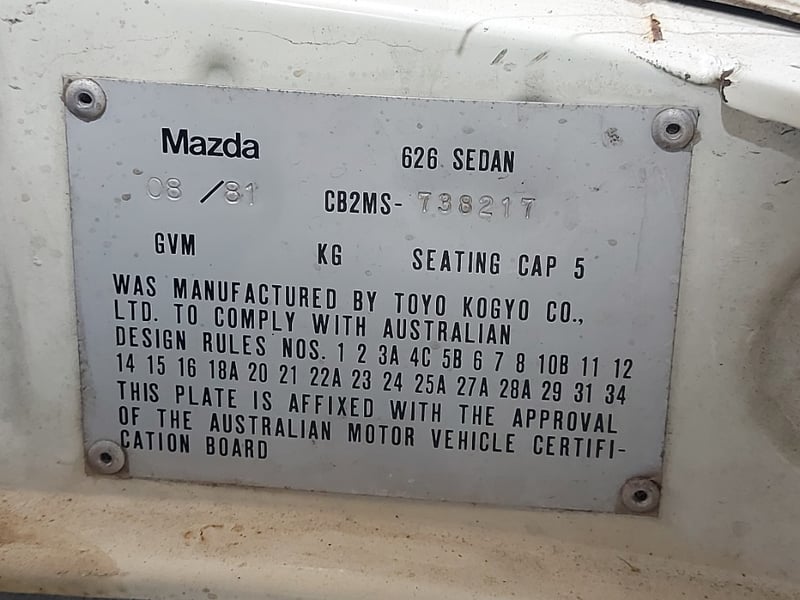 Mazda 626 SEDAN
08 /81 CB2MS- 738217
GVM KG SEATING CAP 5
WAS MANUFACTURED BY TOYO KOGYO CO.,
LTD. TO COMPLY WITH AUSTRALIAN
DESIGN RULES NOS. 1 2 3A 4C 5B 6 7 8 10B 11 12
14 15 16 18A 20 21 22A 23 24 25A 27A 28A 29 31 34
THIS PLATE IS AFFIXED WITH THE APPROVAL
OF THE AUSTRALIAN MOTOR VEHICLE CERTIFI-
CATION BOARD